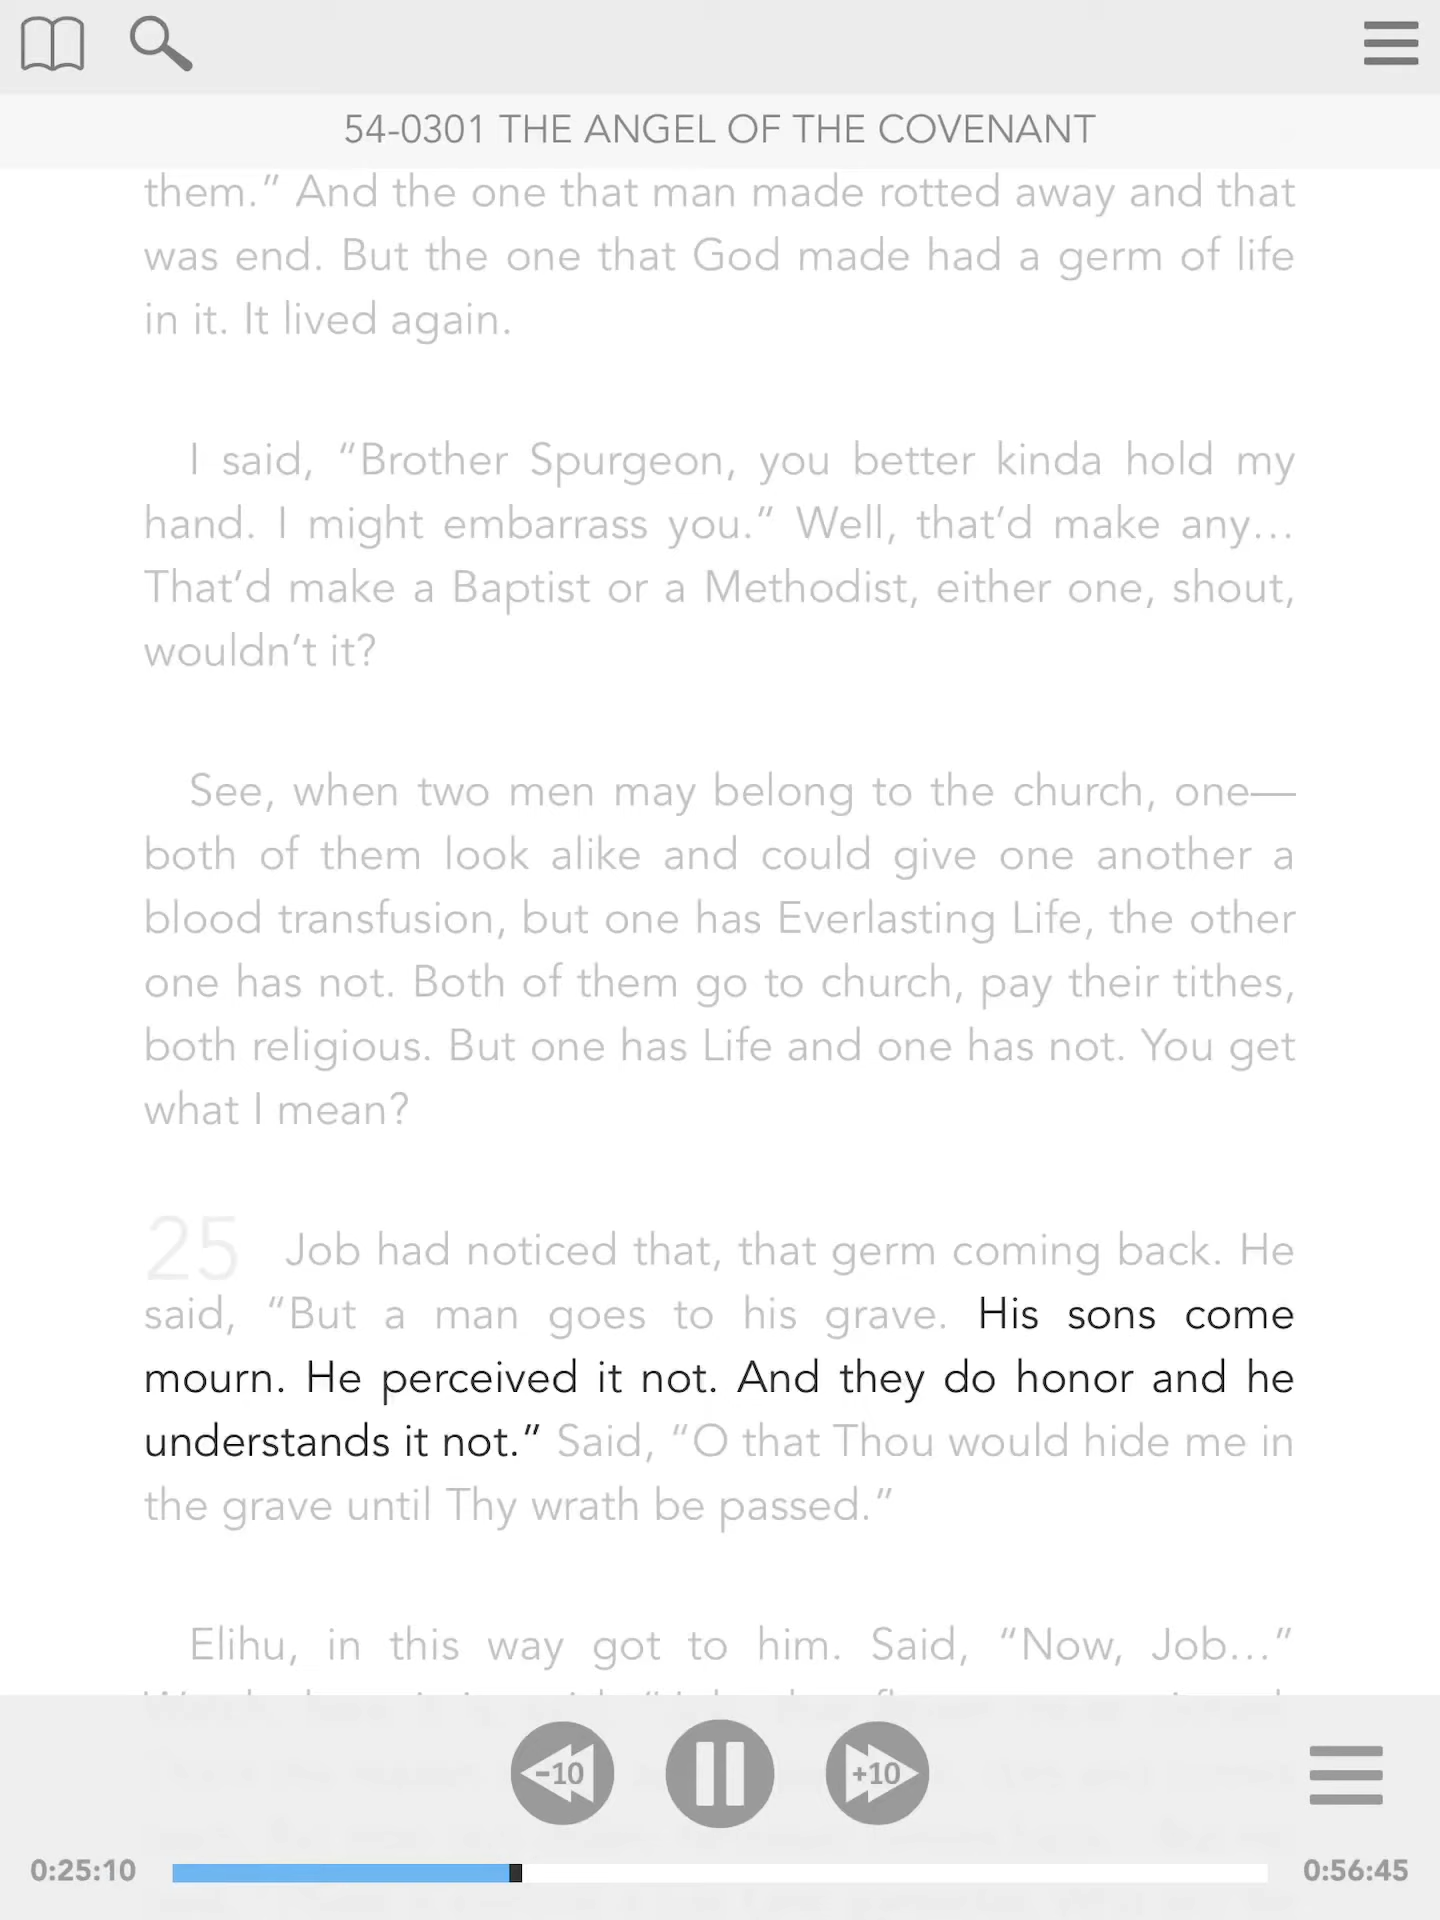 54-0301 THE ANGEL OF THE COVENANT
them.” And the one that man made rotted away and that
was end. But the one that God made had a germ of life
in it. It lived again.
I said, “Brother Spurgeon, you better kinda hold my
hand. I might embarrass you.” Well, that’d make any…
That’d make a Baptist or a Methodist, either one, shout,
wouldn’t it?
See, when two men may belong to the church, one—
both of them look alike and could give one another a
blood transfusion, but one has Everlasting Life, the other
one has not. Both of them go to church, pay their tithes,
both religious. But one has Life and one has not. You get
what I mean?
25 Job had noticed that, that germ coming back. He
said, “But a man goes to his grave. His sons come
mourn. He perceived it not. And they do honor and he
understands it not.” Said, “O that Thou would hide me in
the grave until Thy wrath be passed.”
Elihu, in this way got to him. Said, “Now, Job…”
-10 +10
0:25:10 0:56:45